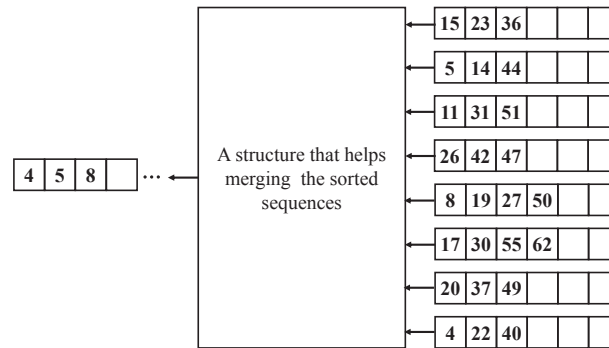 15 23 36
5 14 44
11 31 51
26 42 47
4 5 8 ...
A structure that helps
merging the sorted
sequences
8 19 27 50
17 30 55 62
20 37 49
4 22 40